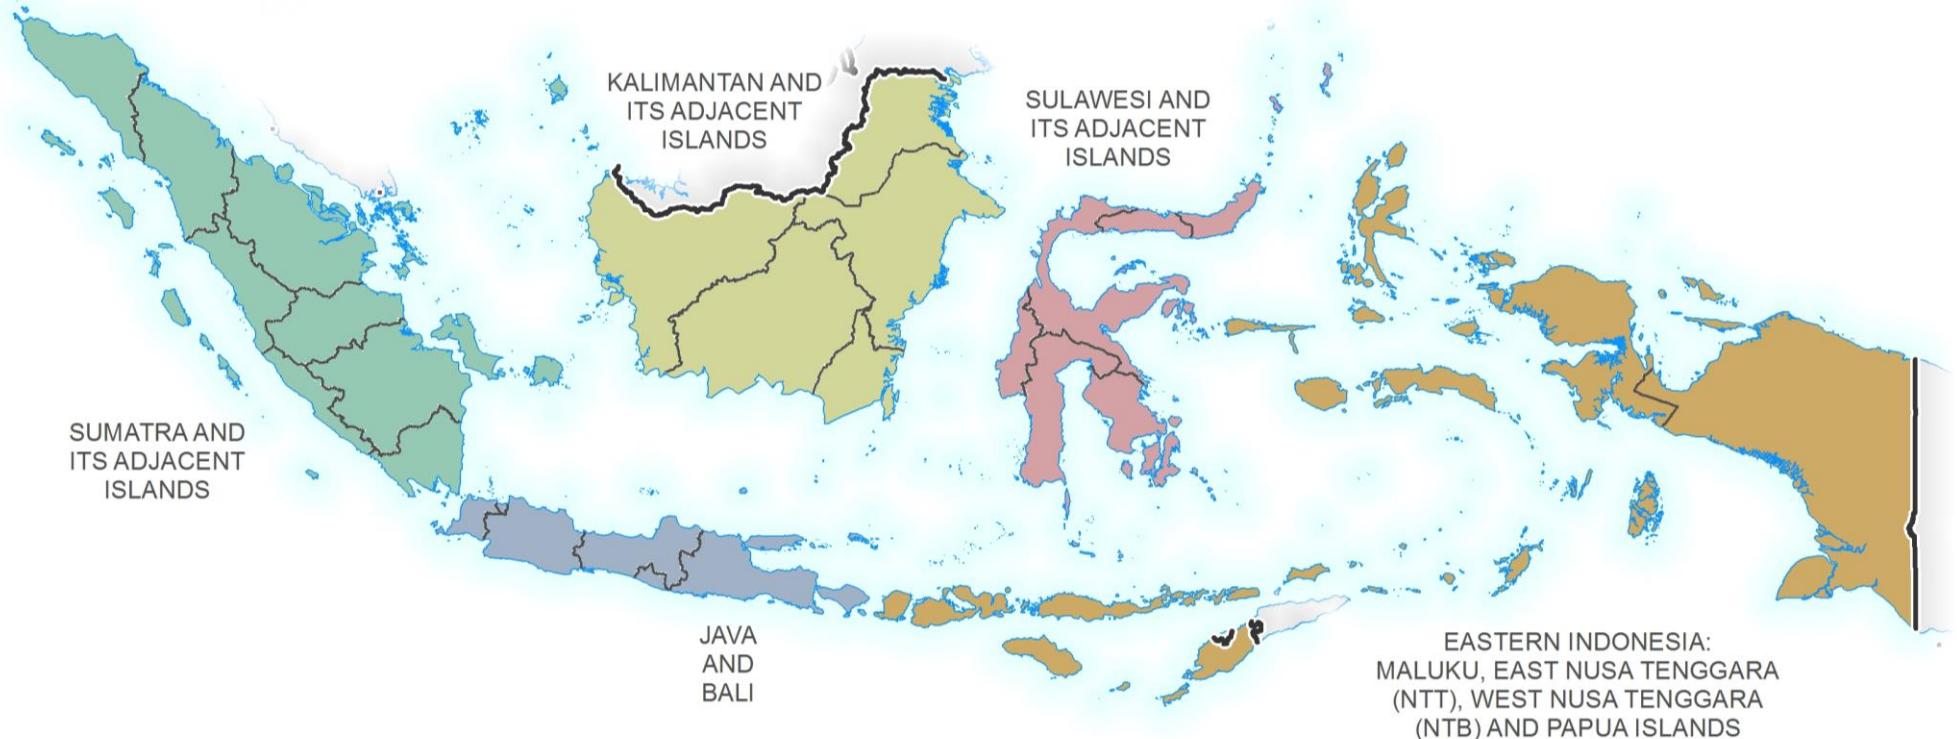 KALIMANTAN AND
ITS ADJACENT
ISLANDS
SULAWESI AND
ITS ADJACENT
ISLANDS
SUMATRA AND
ITS ADJACENT
ISLANDS
JAVA
AND
BALI
EASTERN INDONESIA:
MALUKU, EAST NUSA TENGGARA
(NTT), WEST NUSA TENGGARA
(NTB) AND PAPUA ISLANDS